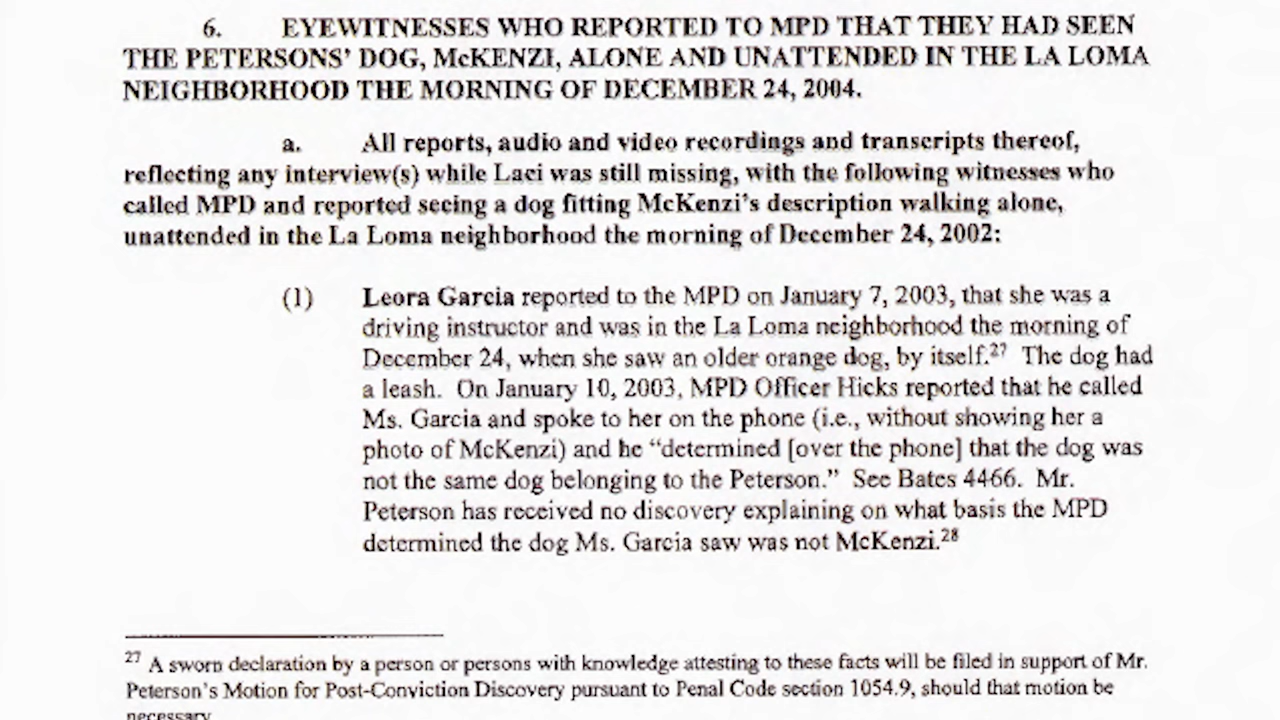 6. EYEWITNESSES WHO REPORTED TO MPD THAT THEY HAD SEEN
THE PETERSONS' DOG, McKENZI, ALONE AND UNATTENDED IN THE LA LOMA
NEIGHBORHOOD THE MORNING OF DECEMBER 24, 2004.
a. All reports, audio and video recordings and transcripts thereof,
reflecting any interview(s) while Laci was still missing, with the following witnesses who
called MPD and reported seeing a dog fitting McKenzi's description walking alone,
unattended in the La Loma neighborhood the morning of December 24, 2002:
(1) Leora Garcia reported to the MPD on January 7, 2003, that she was a
driving instructor and was in the La Loma neighborhood the morning of
December 24, when she saw an older orange dog, by itself.27 The dog had
a leash. On January 10, 2003, MPD Officer Hicks reported that he called
Ms. Garcia and spoke to her on the phone (i.e., without showing her a
photo of McKenzi) and he “determined [over the phone] that the dog was
not the same dog belonging to the Peterson.” See Bates 4466. Mr.
Peterson has received no discovery explaining on what basis the MPD
determined the dog Ms. Garcia saw was not McKenzi.28
27 A sworn declaration by a person or persons with knowledge attesting to these facts will be filed in support of Mr.
Peterson's Motion for Post-Conviction Discovery pursuant to Penal Code section 1054.9, should that motion be
necessary.